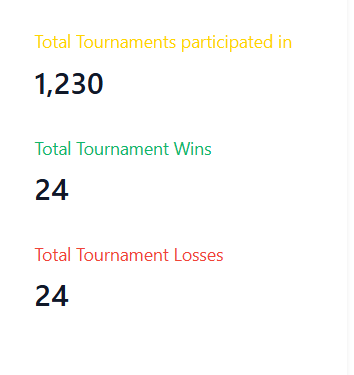 Total Tournaments participated in
1,230
Total Tournament Wins
24
Total Tournament Losses
24